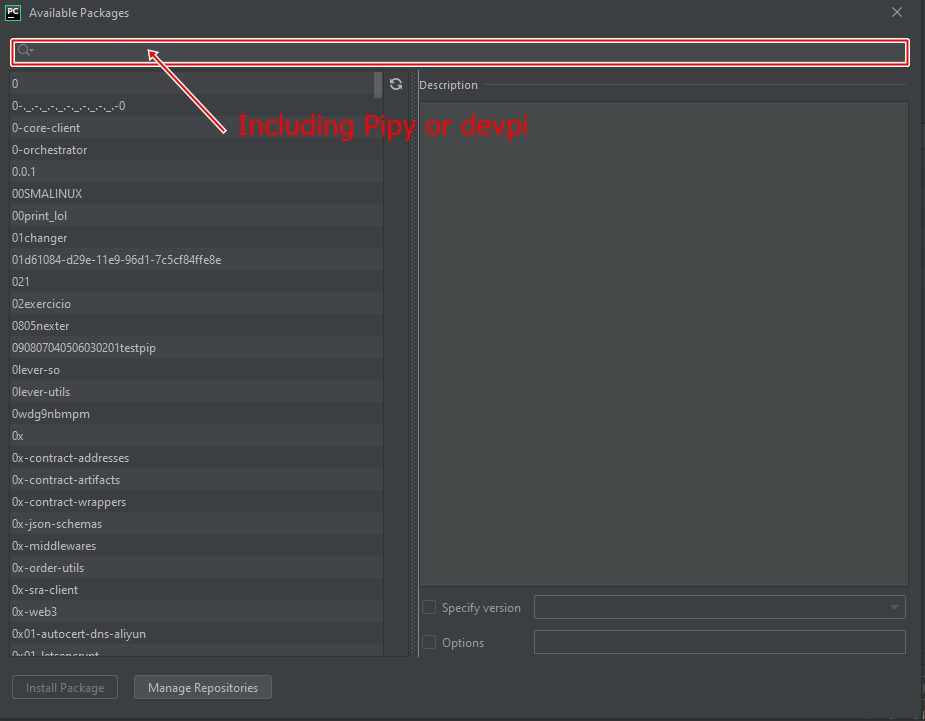 PC
Available Packages
Including Pipy or devpi
0
0-._.-._.-._.-._.-._.-._.-0
0-core-client
0-orchestrator
0.0.1
00SMALINUX
00print_lol
01changer
01d61084-d29e-11e9-96d1-7c5cf84ffe8e
021
02exercicio
0805nexter
090807040506030201testpip
0lever-so
0lever-utils
0wdg9nbmpm
0x
0x-contract-addresses
0x-contract-artifacts
0x-contract-wrappers
0x-json-schemas
0x-middlewares
0x-order-utils
0x-sra-client
0x-web3
0x01-autocert-dns-aliyun
0x01-letsencrypt
Description
Specify version
Options
Install Package
Manage Repositories